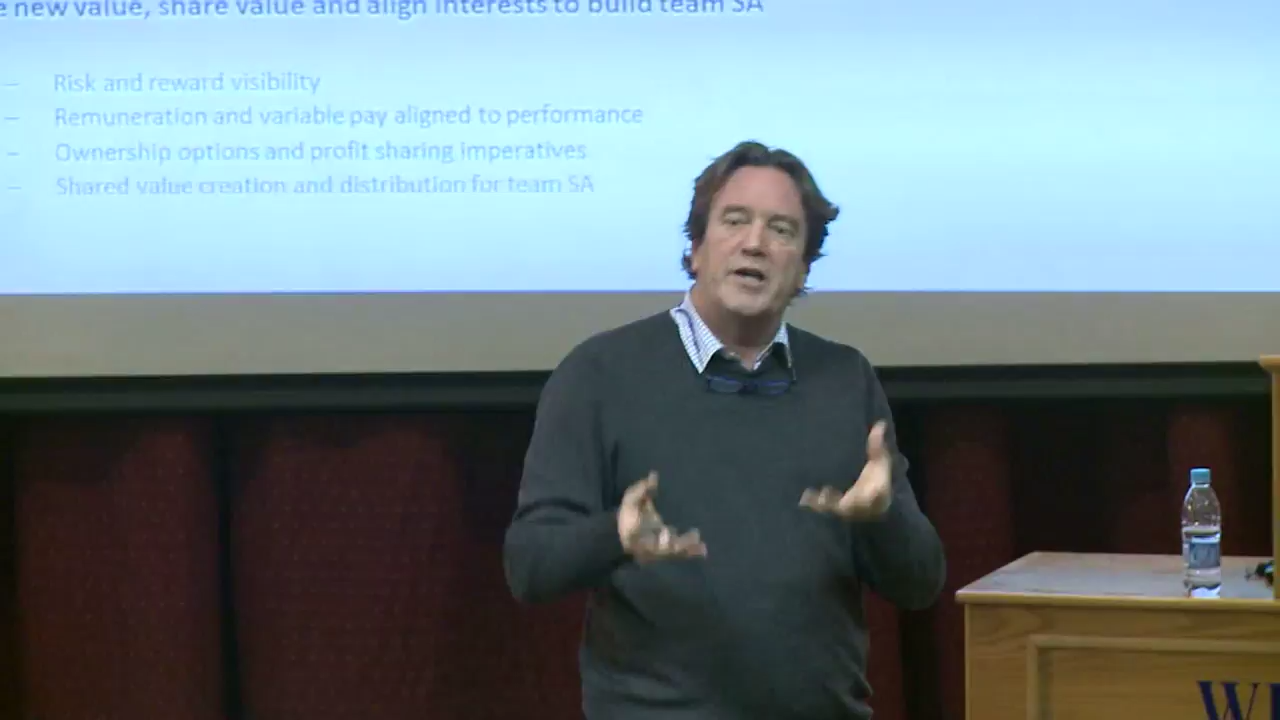 e new value, share value and align interests to build team SA
– Risk and reward visibility
– Remuneration and variable pay aligned to performance
– Ownership options and profit sharing imperatives
– Shared value creation and distribution for team SA
W